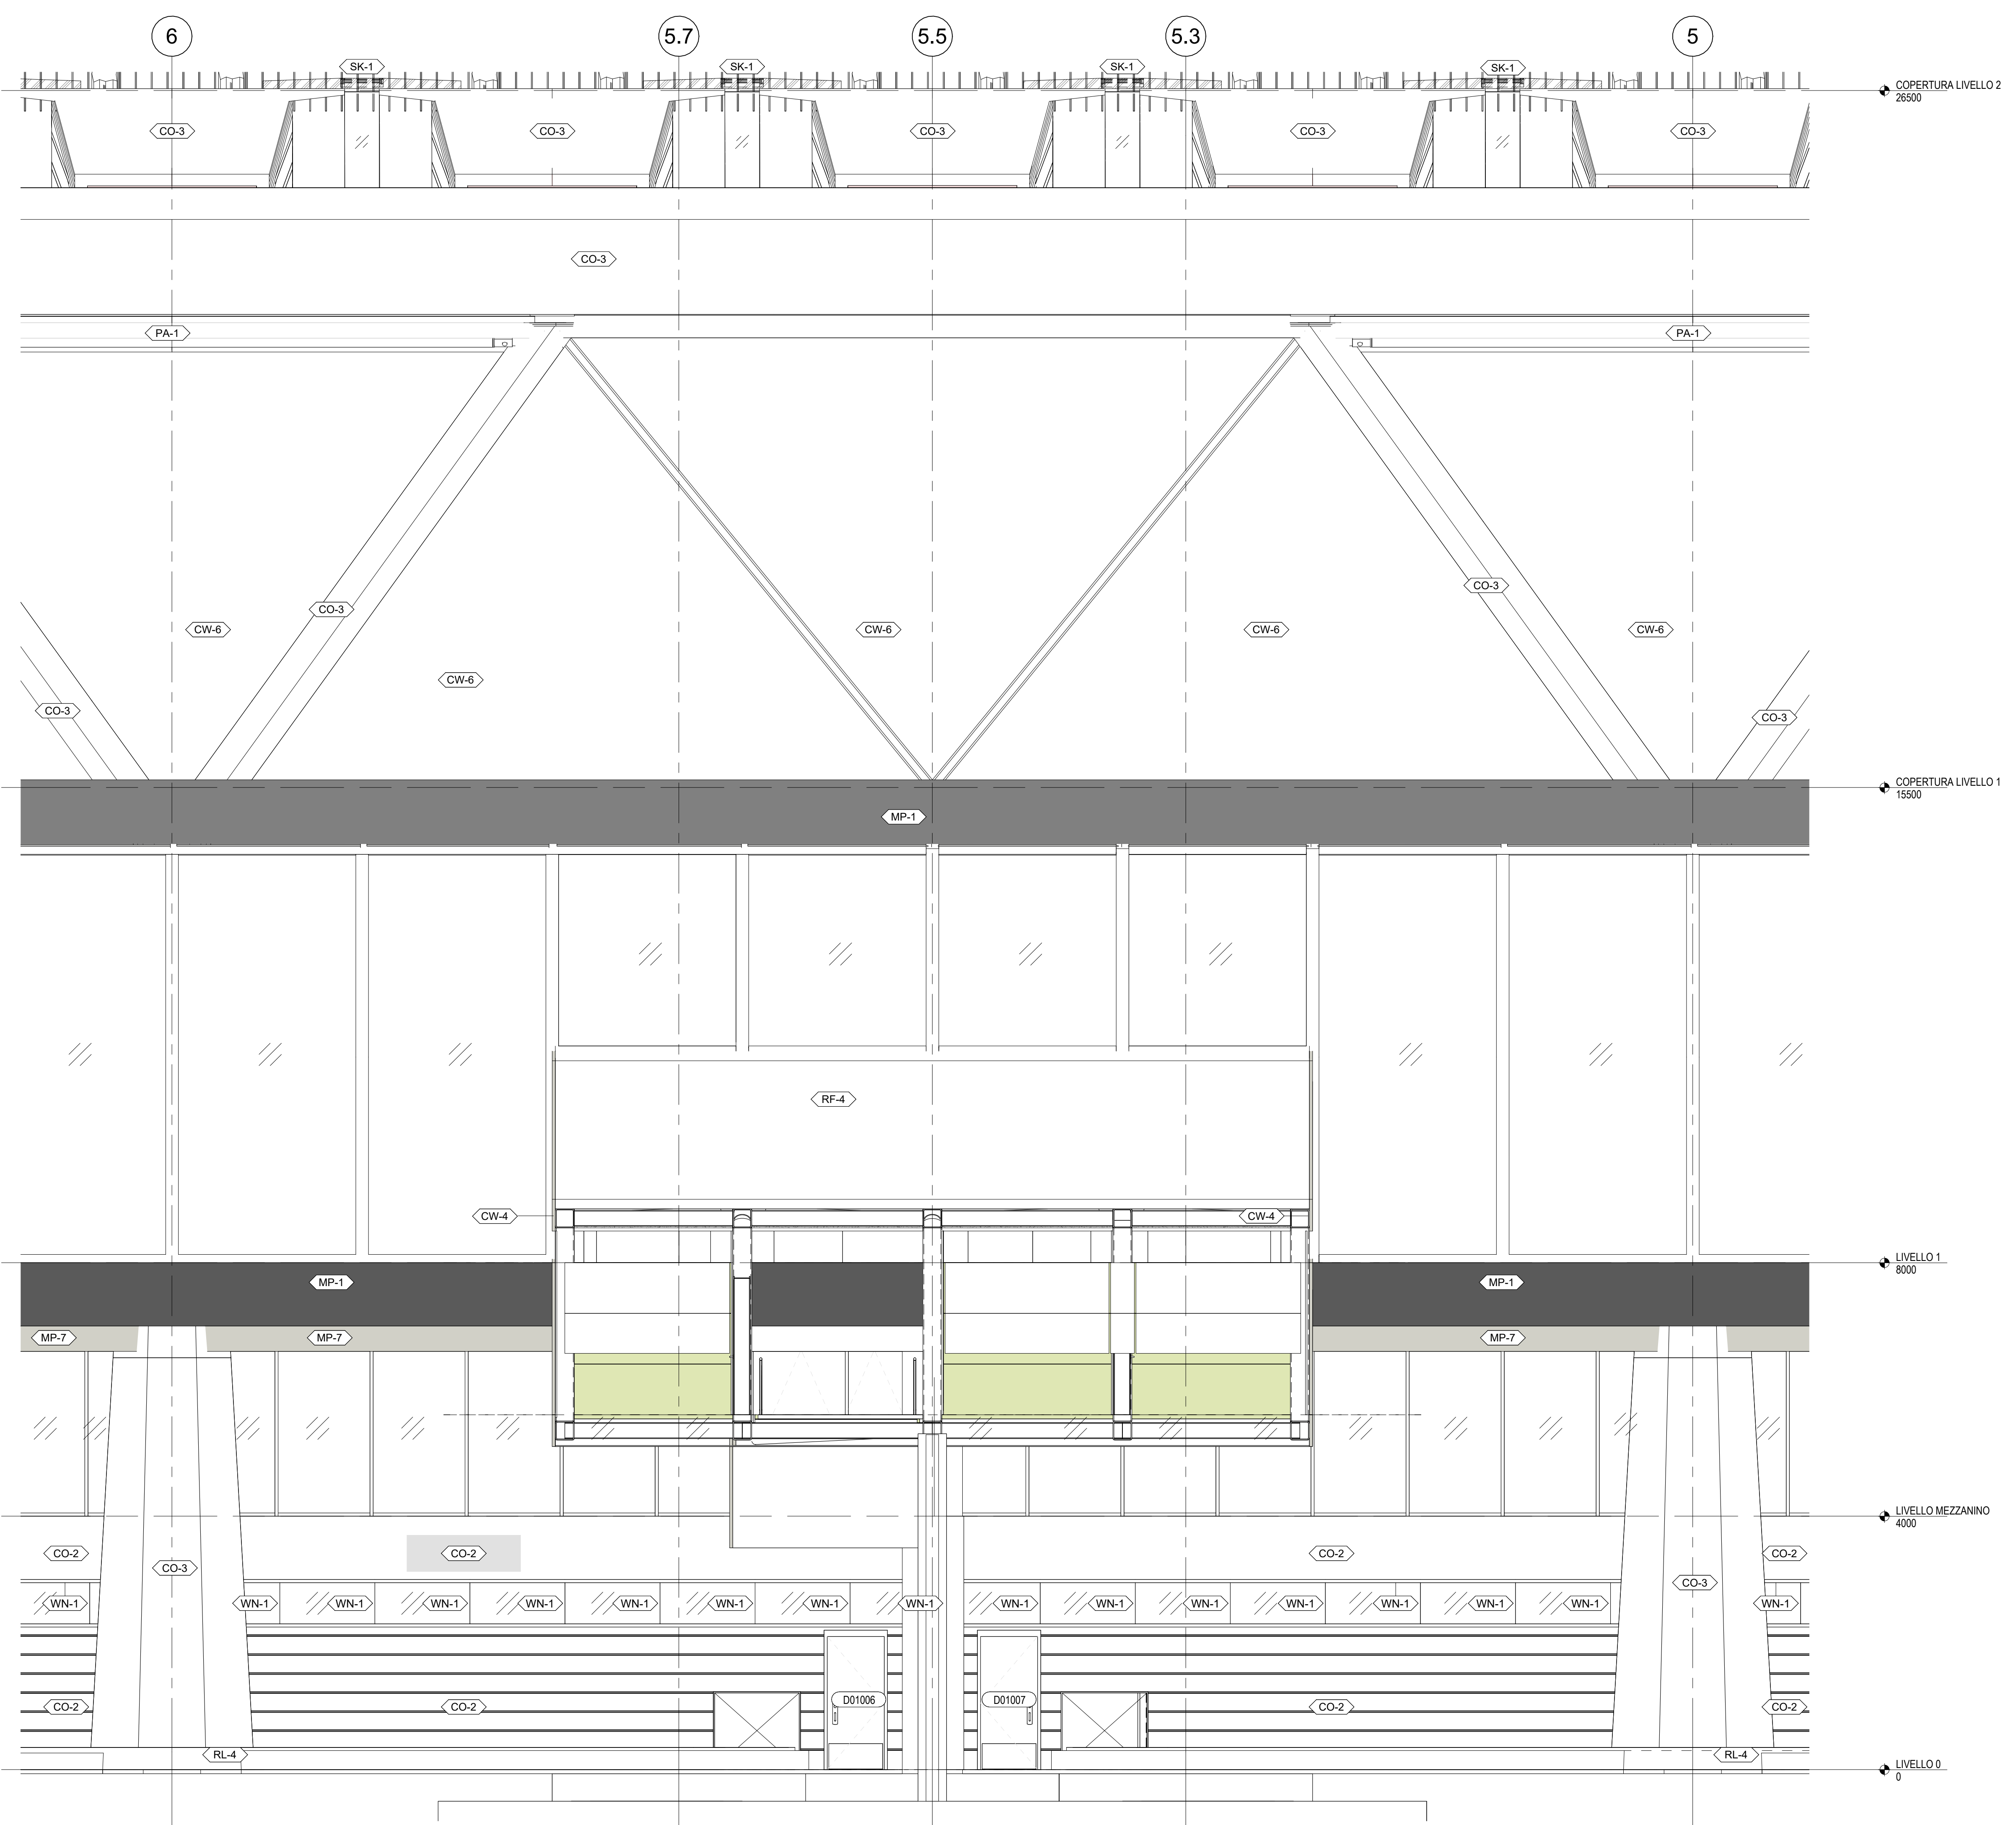 6 5.7 5.5 5.3 5
SK-1 SK-1 SK-1 SK-1
COPERTURA LIVELLO 2
26500
CO-3 CO-3 CO-3 CO-3 CO-3
CO-3
PA-1 PA-1
CO-3
CO-3
CW-6 CW-6 CW-6 CW-6
CW-6
CO-3
CO-3
COPERTURA LIVELLO 1
15500
MP-1
RF-4
CW-4 CW-4
LIVELLO 1
8000
MP-1 MP-1
MP-7 MP-7 MP-7
LIVELLO MEZZANINO
4000
CO-2 CO-2 CO-2 CO-2
CO-3
CO-3
WN-1 WN-1 WN-1 WN-1 WN-1 WN-1 WN-1 WN-1 WN-1 WN-1 WN-1 WN-1 WN-1 WN-1 WN-1 WN-1 WN-1
D01006 D01007
CO-2 CO-2 CO-2 CO-2
RL-4 RL-4
LIVELLO 0
0